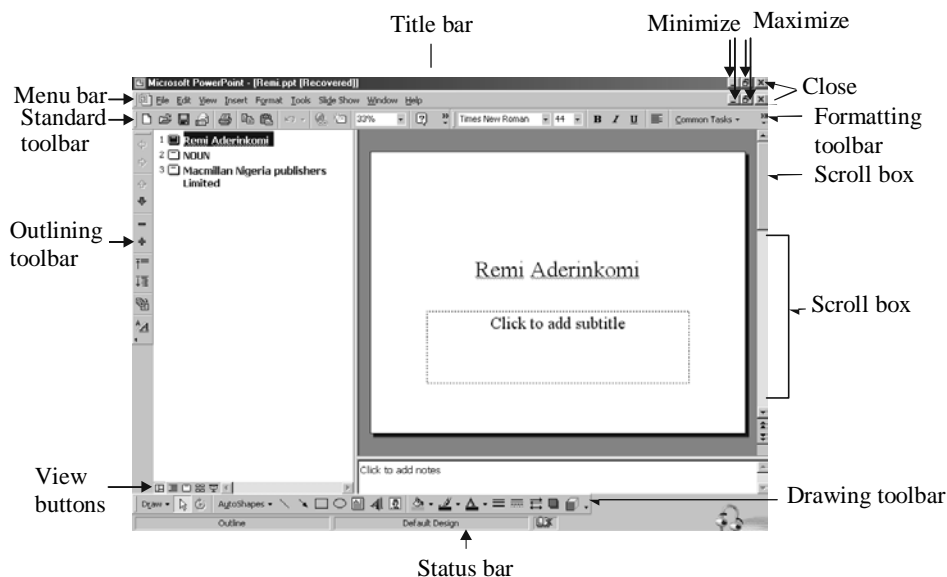 Title bar
Minimize
Maximize
Microsoft PowerPoint - [Remi.ppt [Recovered]]
Close
Menu bar
File Edit View Insert Format Tools Slide Show Window Help
Standard
toolbar
33%
Times New Roman
44
B I U
Common Tasks
Formatting
toolbar
1 Remi Aderinkomi
2 NOUN
3 Macmillan Nigeria publishers
Limited
Scroll box
Outlining
toolbar
Remi Aderinkomi
Click to add subtitle
Scroll box
View
buttons
Click to add notes
Draw
AutoShapes
Drawing toolbar
Outline
Default Design
Status bar